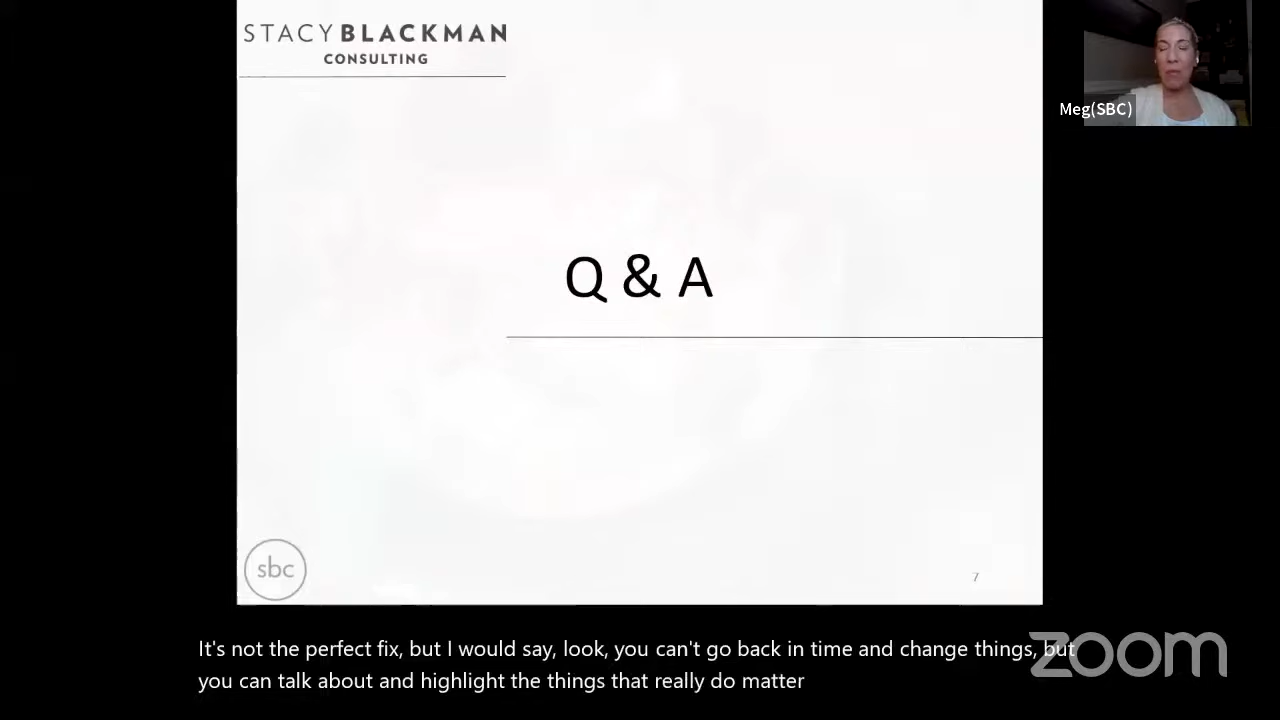 STACY BLACKMAN
CONSULTING
Meg(SBC)
Q & A
sbc
7
It's not the perfect fix, but I would say, look, you can't go back in time and change things, but
you can talk about and highlight the things that really do matter
zoom